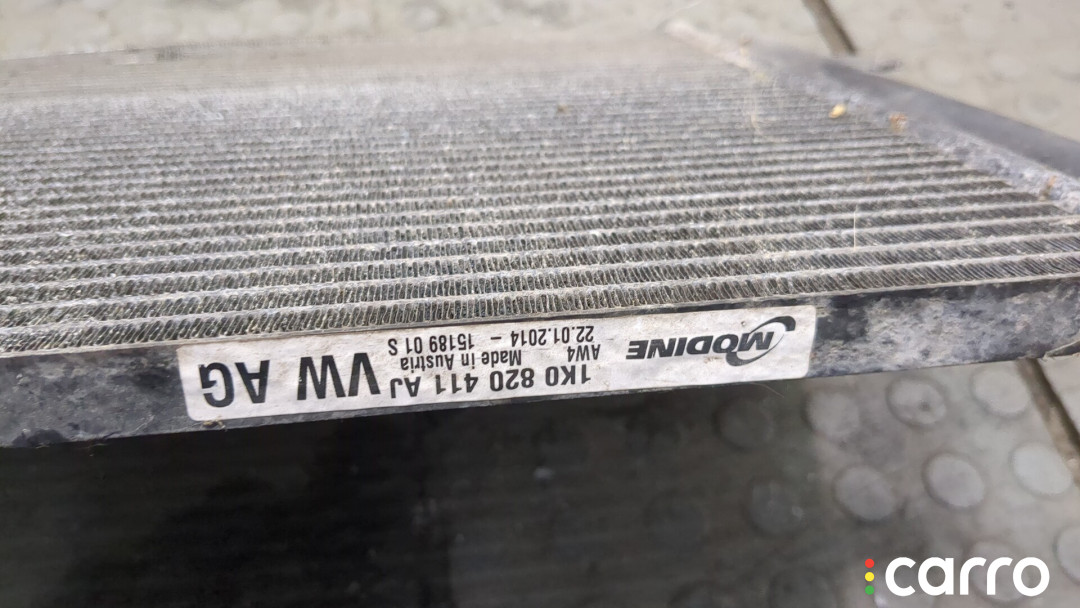 MODINE
1K0 820 411 AJ
AW4 Made in Austria
22.01.2014 - 15189 01 S
VW AG
carro